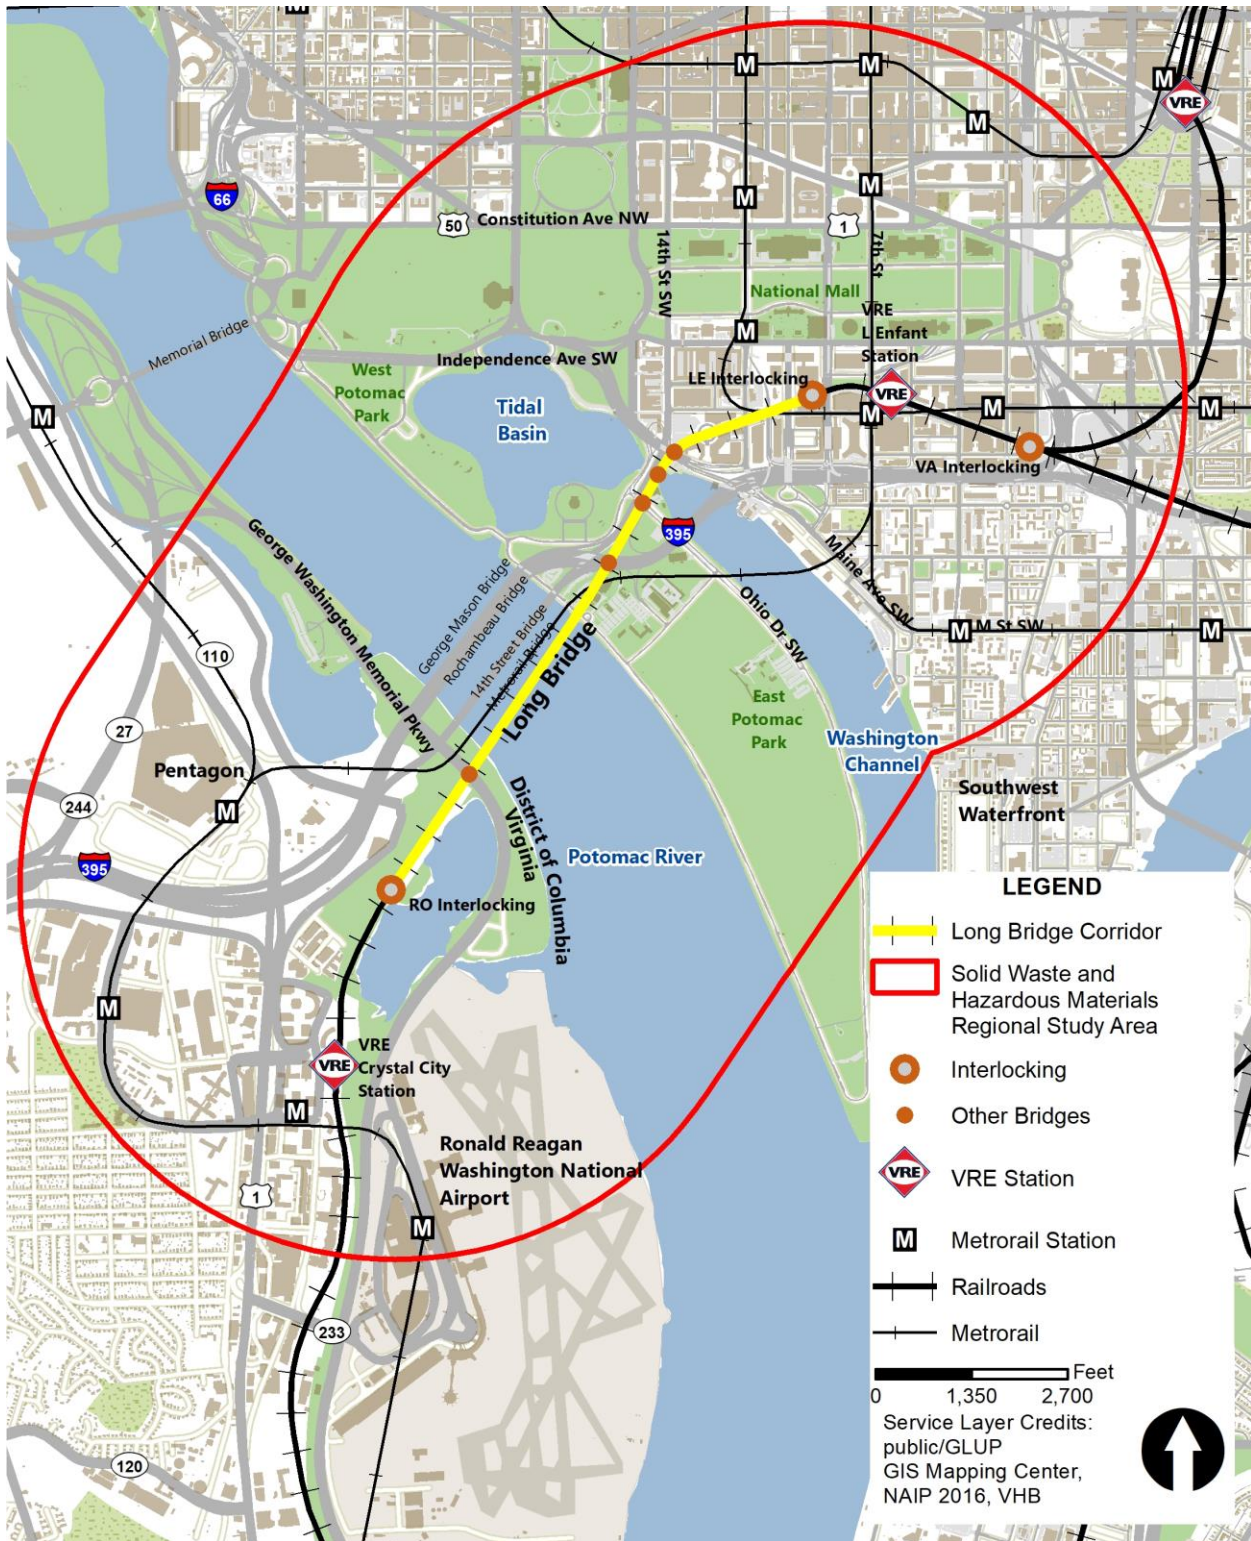 M
M
M
M
VRE
M
66
M
M
50
Constitution Ave NW
1
14th St SW
7th St
National Mall
VRE
L Enfant
Station
M
Memorial Bridge
Independence Ave SW
West
Potomac
Park
LE Interlocking
VRE
Tidal
Basin
M
M
M
M
VA Interlocking
395
George Washington Memorial Pkwy
George Mason Bridge
Rochambeau Bridge
14th Street Bridge
Metrorail Bridge
Long Bridge
Maine Ave SW
Ohio Dr SW
M
M St SW
M
110
27
East
Potomac
Park
Washington
Channel
Pentagon
244
M
District of Columbia
Virginia
Southwest
Waterfront
395
Potomac River
RO Interlocking
M
VRE
VRE
Crystal City
Station
M
Ronald Reagan
Washington National
Airport
1
M
233
120
LEGEND
Long Bridge Corridor
Solid Waste and
Hazardous Materials
Regional Study Area
Interlocking
Other Bridges
VRE
VRE Station
M
Metrorail Station
Railroads
Metrorail
Feet
0 1,350 2,700
Service Layer Credits:
public/GLUP
GIS Mapping Center,
NAIP 2016, VHB